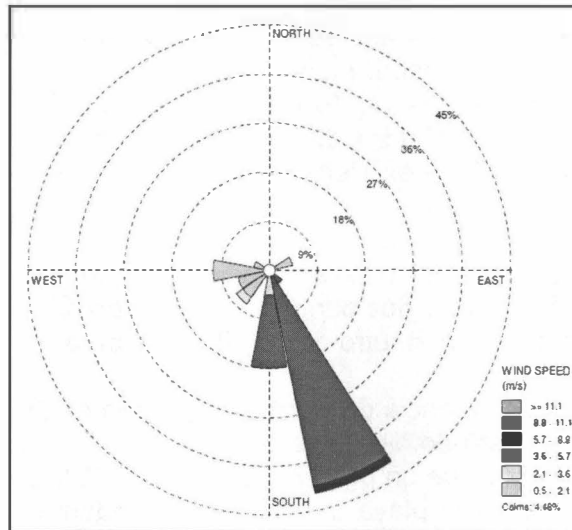 NORTH
45%
36%
27%
18%
9%
WEST
EAST
WIND SPEED
(m/s)
>= 11.1
8.8 - 11.1
5.7 - 8.8
3.6 - 5.7
2.1 - 3.6
0.5 - 2.1
Calms: 4.48%
SOUTH